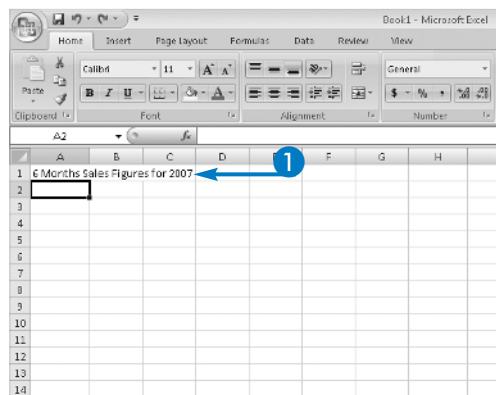 Book1 - Microsoft Excel
Home Insert Page Layout Formulas Data Review View
Calibri 11 A A General
Paste B I U A $ % ,
Clipboard Font Alignment Number
A2 fx
A B C D F G H
1 6 Months Sales Figures for 2007 1
2
3
4
5
6
7
8
9
10
11
12
13
14